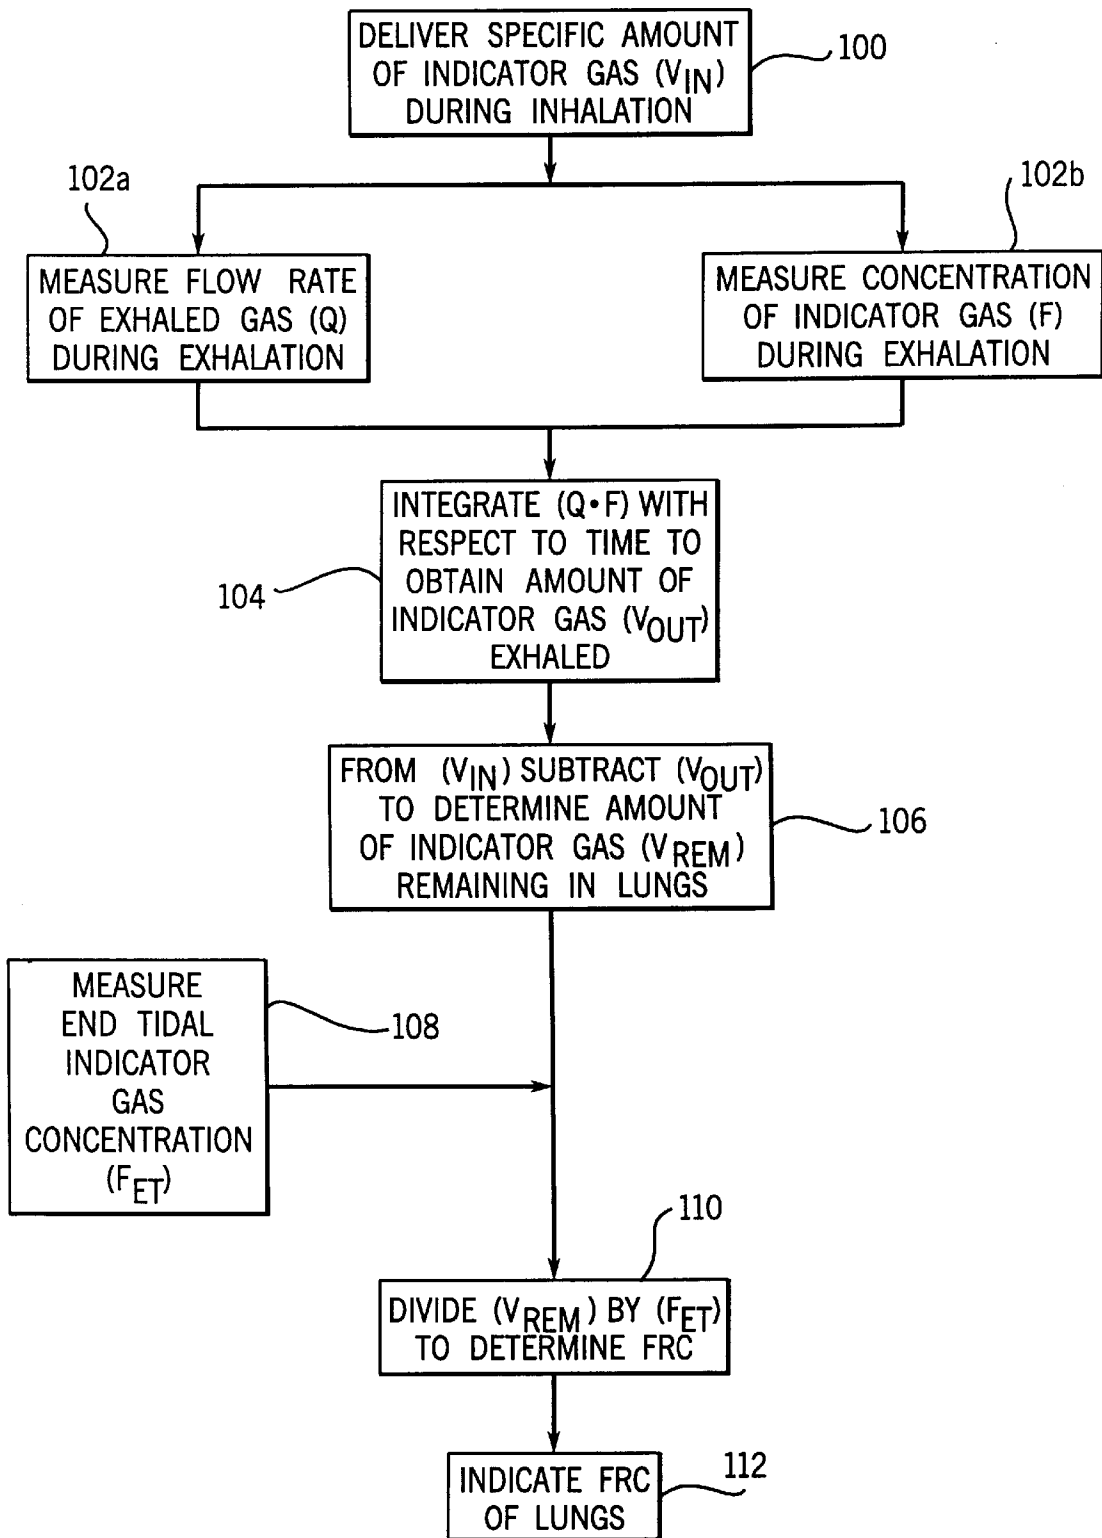 DELIVER SPECIFIC AMOUNT
OF INDICATOR GAS (VIN)
DURING INHALATION
100
102a
102b
MEASURE FLOW RATE
OF EXHALED GAS (Q)
DURING EXHALATION
MEASURE CONCENTRATION
OF INDICATOR GAS (F)
DURING EXHALATION
INTEGRATE (Q•F) WITH
RESPECT TO TIME TO
OBTAIN AMOUNT OF
INDICATOR GAS (VOUT)
EXHALED
104
FROM (VIN) SUBTRACT (VOUT)
TO DETERMINE AMOUNT
OF INDICATOR GAS (VREM)
REMAINING IN LUNGS
106
MEASURE
END TIDAL
INDICATOR
GAS
CONCENTRATION
(FET)
108
110
DIVIDE (VREM) BY (FET)
TO DETERMINE FRC
INDICATE FRC
OF LUNGS
112